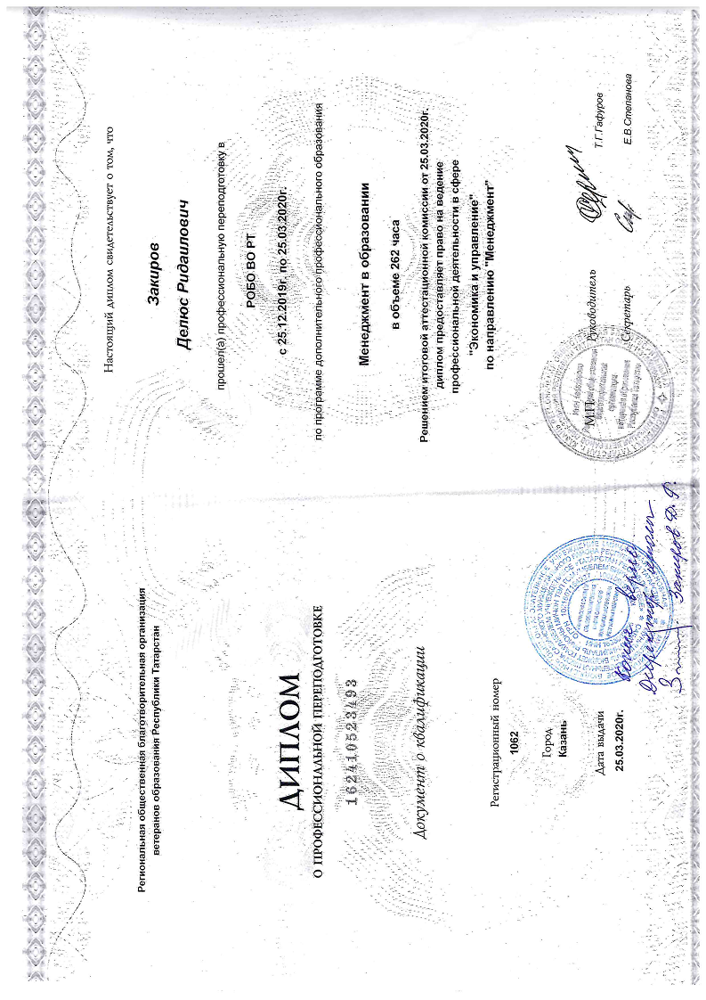 Региональная общественная благотворительная организация
ветеранов образования Республики Татарстан
ДИПЛОМ
О ПРОФЕССИОНАЛЬНОЙ ПЕРЕПОДГОТОВКЕ
162410523493
Документ о квалификации
Регистрационный номер
1062
Город
Казань
Дата выдачи
25.03.2020г.
Копия верна
Директор школы
Закиров Д. Р.
Настоящий диплом свидетельствует о том, что
Закиров
Делюс Ридаилович
прошел(а) профессиональную переподготовку в
РОБО ВО РТ
с 25.12.2019г. по 25.03.2020г.
по программе дополнительного профессионального образования
Менеджмент в образовании
в объеме 262 часа
Решением итоговой аттестационной комиссии от 25.03.2020г.
диплом предоставляет право на ведение
профессиональной деятельности в сфере
"Экономика и управление"
по направлению "Менеджмент"
М.П.
Руководитель Т.Г.Гафуров
Секретарь Е.В.Степанова